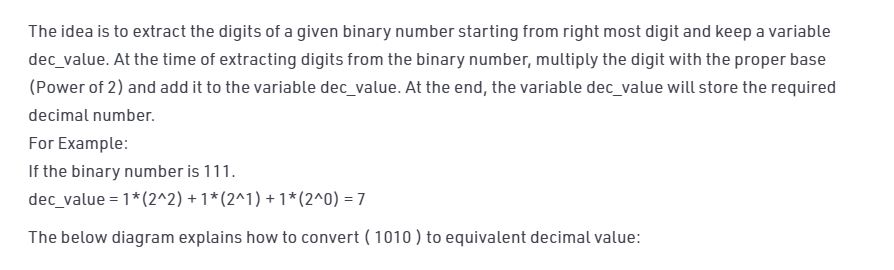 The idea is to extract the digits of a given binary number starting from right most digit and keep a variable
dec_value. At the time of extracting digits from the binary number, multiply the digit with the proper base
(Power of 2) and add it to the variable dec_value. At the end, the variable dec_value will store the required
decimal number.
For Example:
If the binary number is 111.
dec_value = 1*(2^2) + 1*(2^1) + 1*(2^0) = 7
The below diagram explains how to convert ( 1010 ) to equivalent decimal value: